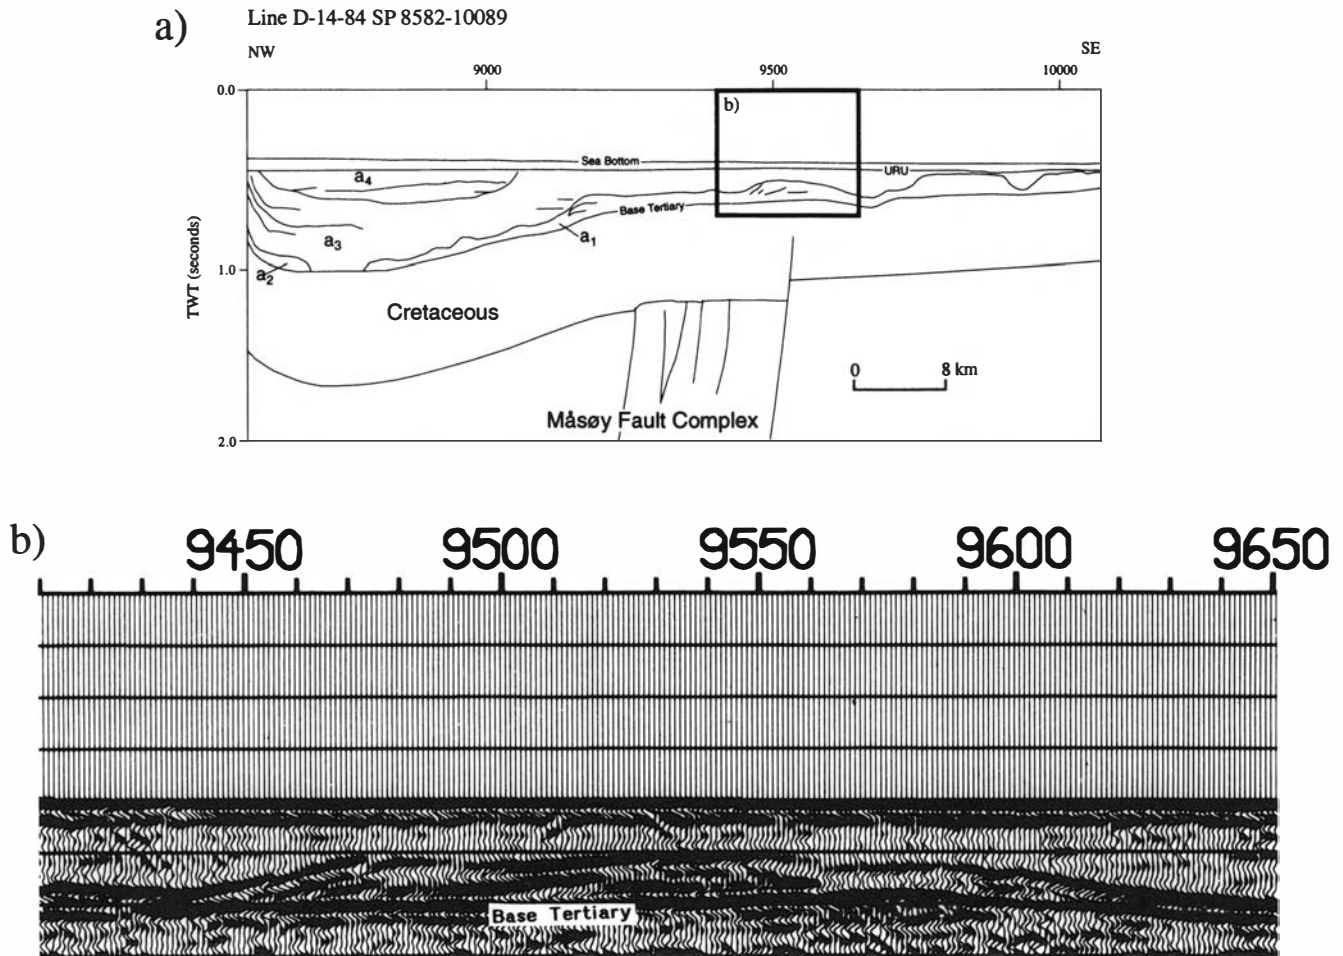 a)
Line D-14-84 SP 8582-10089
NW
SE
9000
9500
10000
0.0
b)
Sea Bottom
URU
a4
Base Tertiary
a3
a1
a2
1.0
TWT (seconds)
Cretaceous
0
8 km
Måsøy Fault Complex
2.0
b)
9450
9500
9550
9600
9650
Base Tertiary